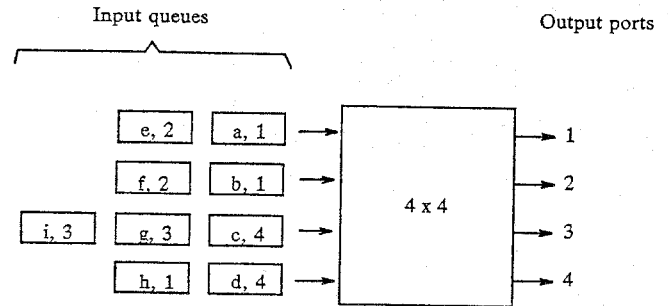 Input queues
Output ports
e, 2 a, 1 1
f, 2 b, 1 2
4 x 4
i, 3 g, 3 c, 4 3
h, 1 d, 4 4